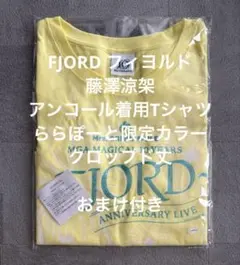 FJORD フィヨルド
藤澤涼架
アンコール着用Tシャツ
ららぽーと限定カラー
クロップト丈
MGA MAGICAL 10 YEARS
FJORD
ANNIVERSARY LIVE
おまけ付き